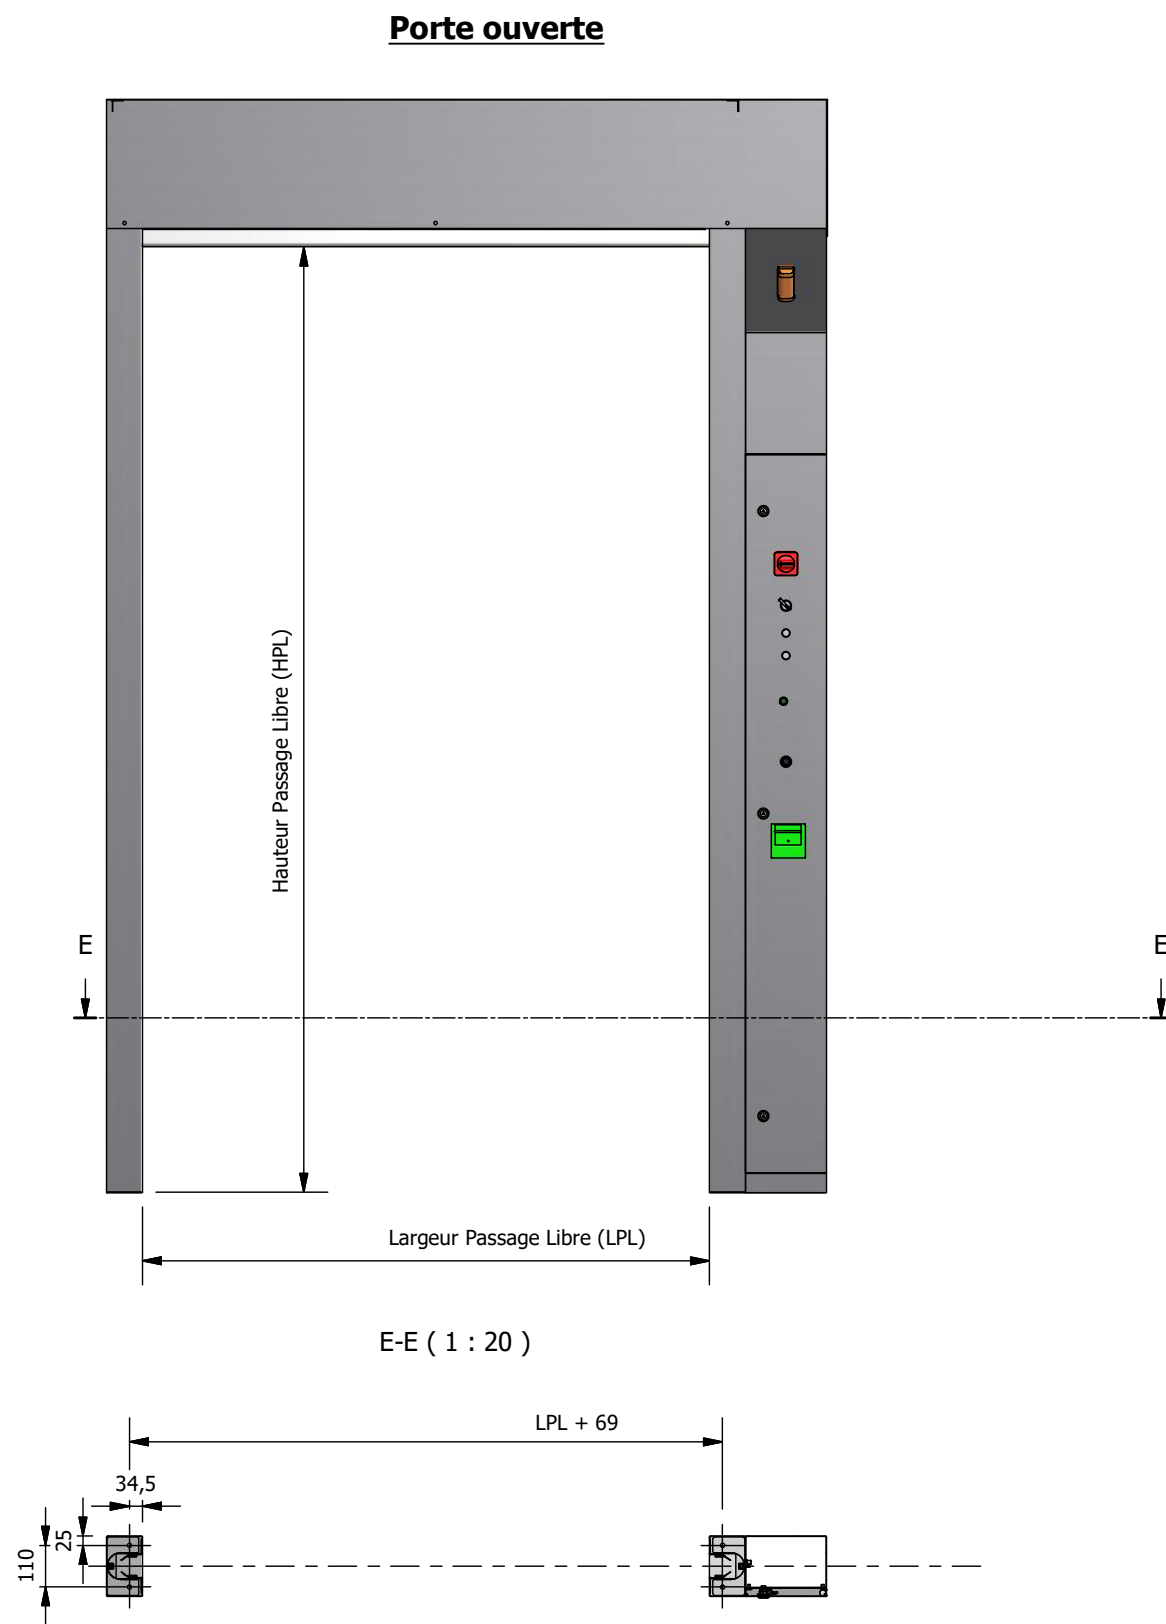 Porte ouverte
Hauteur Passage Libre (HPL)
E
E
Largeur Passage Libre (LPL)
E-E ( 1 : 20 )
LPL + 69
34,5
25
110